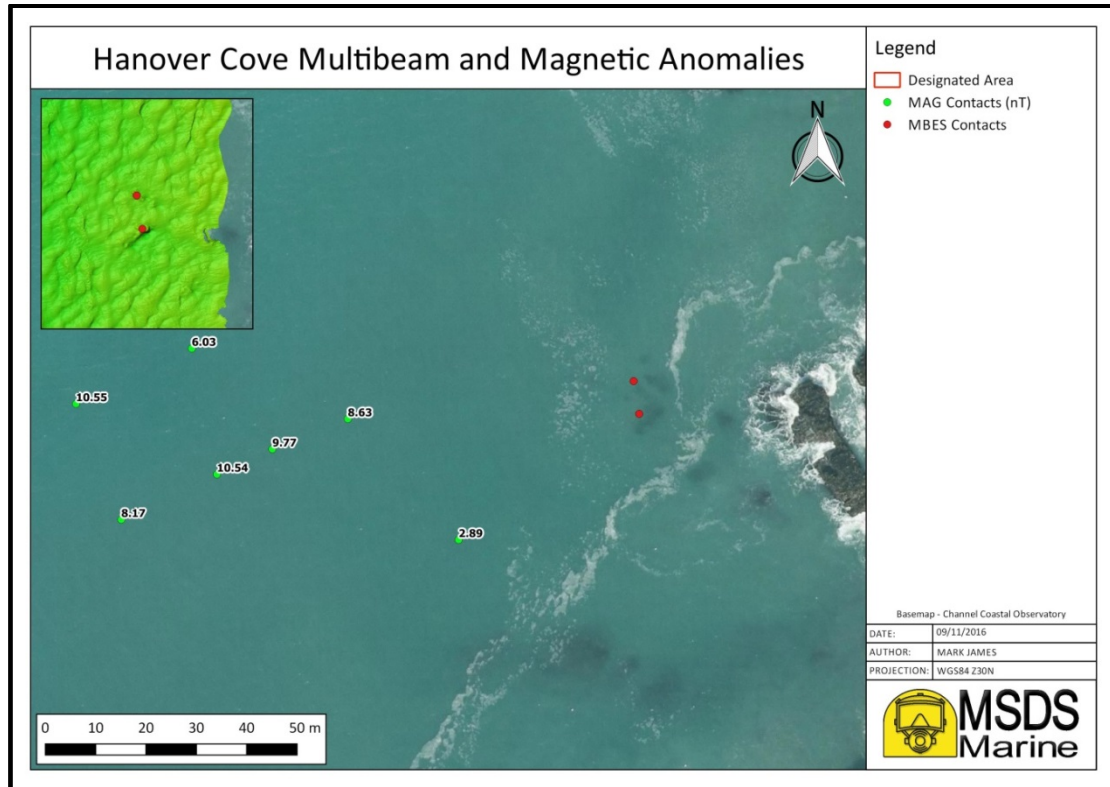 Hanover Cove Multibeam and Magnetic Anomalies
Legend
Designated Area
MAG Contacts (nT)
MBES Contacts
N
6.03
10.55
8.63
9.77
10.54
8.17
2.89
0 10 20 30 40 50 m
Basemap - Channel Coastal Observatory
DATE: 09/11/2016
AUTHOR: MARK JAMES
PROJECTION: WGS84 Z30N
MSDS
Marine